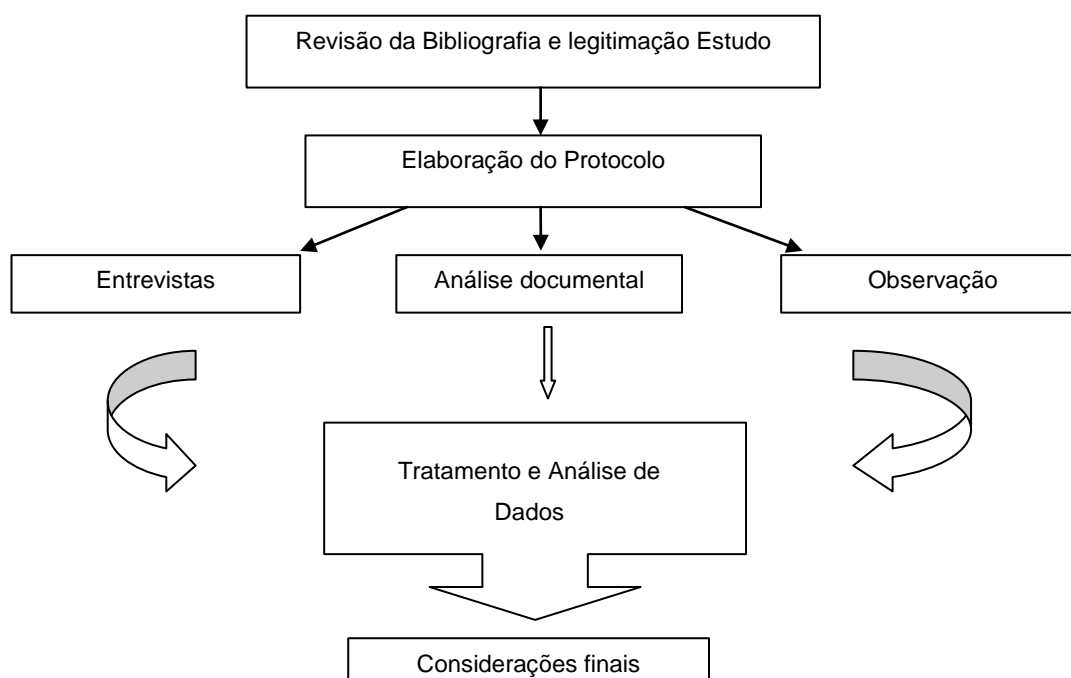 Revisão da Bibliografia e legitimação Estudo
Elaboração do Protocolo
Entrevistas
Análise documental
Observação
Tratamento e Análise de
Dados
Considerações finais